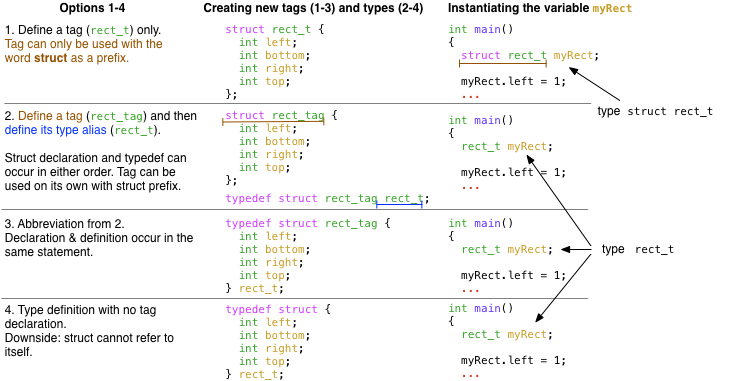 Options 1-4
Creating new tags (1-3) and types (2-4)
Instantiating the variable myRect
1. Define a tag (rect_t) only.
Tag can only be used with the
word struct as a prefix.
struct rect_t {
int left;
int bottom;
int right;
int top;
};
int main()
{
struct rect_t myRect;
myRect.left = 1;
...
type struct rect_t
2. Define a tag (rect_tag) and then
define its type alias (rect_t).
Struct declaration and typedef can
occur in either order. Tag can be
used on its own with struct prefix.
struct rect_tag {
int left;
int bottom;
int right;
int top;
};
typedef struct rect_tag rect_t;
int main()
{
rect_t myRect;
myRect.left = 1;
...
3. Abbreviation from 2.
Declaration & definition occur in the
same statement.
typedef struct rect_tag {
int left;
int bottom;
int right;
int top;
} rect_t;
int main()
{
rect_t myRect;
myRect.left = 1;
...
type rect_t
4. Type definition with no tag
declaration.
Downside: struct cannot refer to
itself.
typedef struct {
int left;
int bottom;
int right;
int top;
} rect_t;
int main()
{
rect_t myRect;
myRect.left = 1;
...